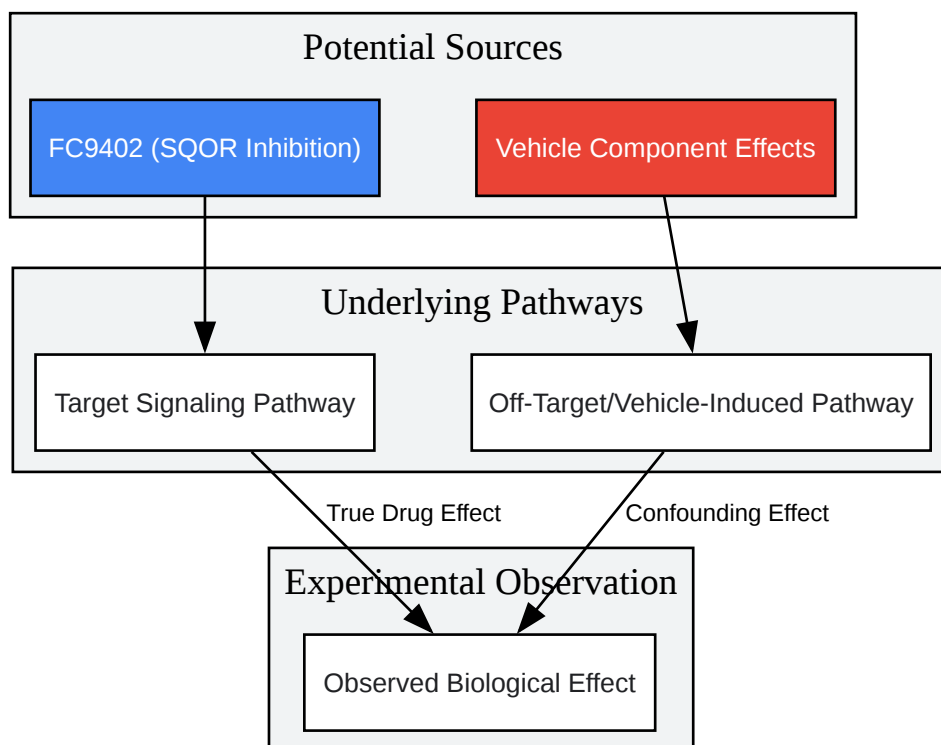 Potential Sources
FC9402 (SQOR Inhibition)
Vehicle Component Effects
Underlying Pathways
Target Signaling Pathway
Off-Target/Vehicle-Induced Pathway
True Drug Effect
Confounding Effect
Experimental Observation
Observed Biological Effect